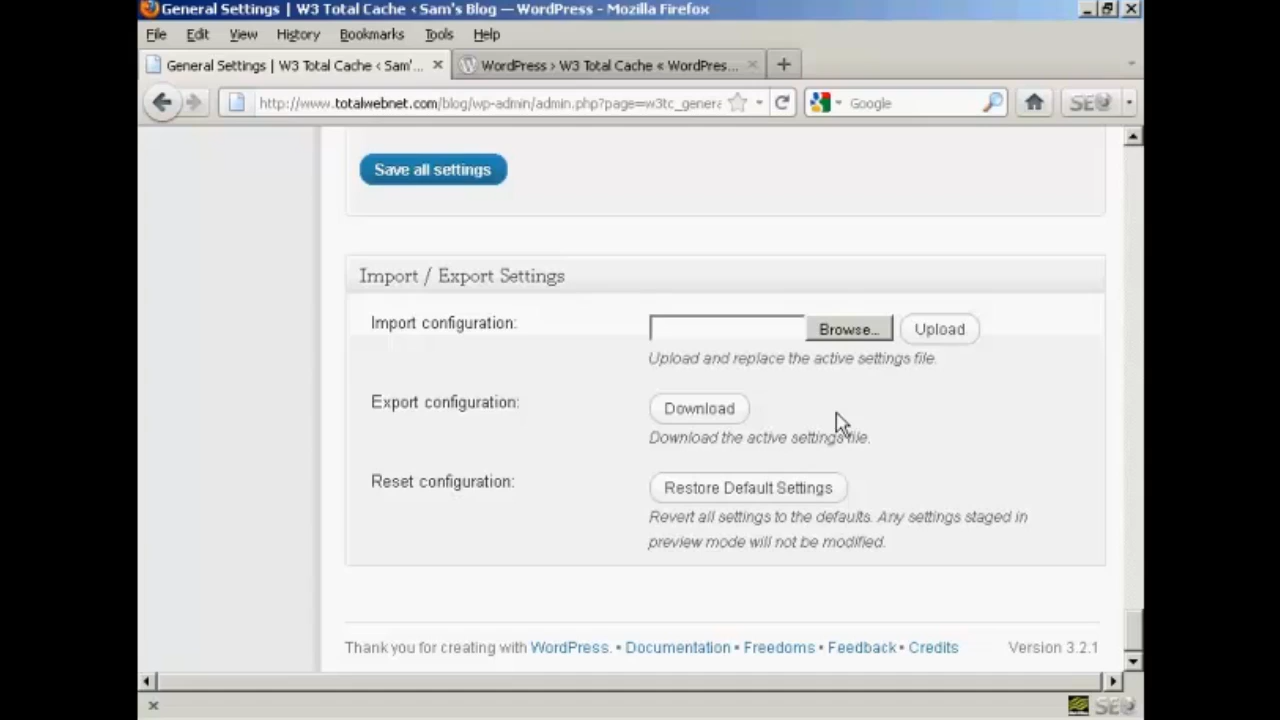 General Settings | W3 Total Cache ‹ Sam's Blog — WordPress - Mozilla Firefox
File Edit View History Bookmarks Tools Help
General Settings | W3 Total Cache ‹ Sam'... WordPress › W3 Total Cache « WordPres...
http://www.totalwebnet.com/blog/wp-admin/admin.php?page=w3tc_genera Google SEO
Save all settings
Import / Export Settings
Import configuration: Browse... Upload
Upload and replace the active settings file.
Export configuration: Download
Download the active settings file.
Reset configuration: Restore Default Settings
Revert all settings to the defaults. Any settings staged in
preview mode will not be modified.
Thank you for creating with WordPress. • Documentation • Freedoms • Feedback • Credits Version 3.2.1
SEO